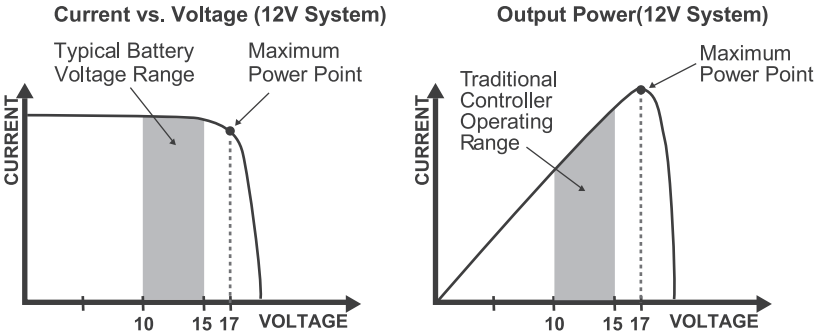 Current vs. Voltage (12V System)
Typical Battery
Voltage Range
Maximum
Power Point
CURRENT
10
15
17
VOLTAGE
Output Power(12V System)
Traditional
Controller
Operating
Range
Maximum
Power Point
CURRENT
10
15
17
VOLTAGE